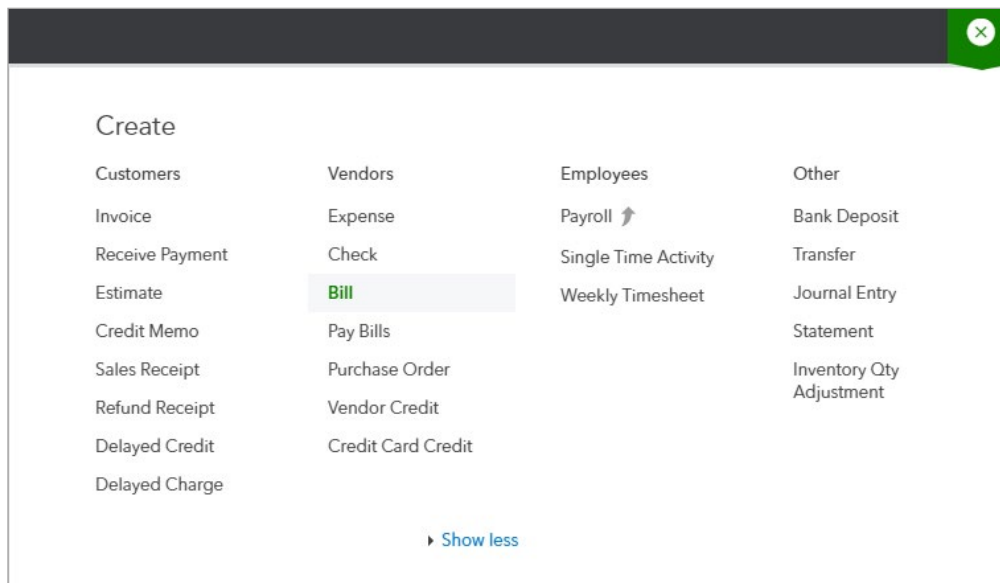 Create
Customers
Invoice
Receive Payment
Estimate
Credit Memo
Sales Receipt
Refund Receipt
Delayed Credit
Delayed Charge
Vendors
Expense
Check
Bill
Pay Bills
Purchase Order
Vendor Credit
Credit Card Credit
Employees
Payroll
Single Time Activity
Weekly Timesheet
Other
Bank Deposit
Transfer
Journal Entry
Statement
Inventory Qty
Adjustment
Show less